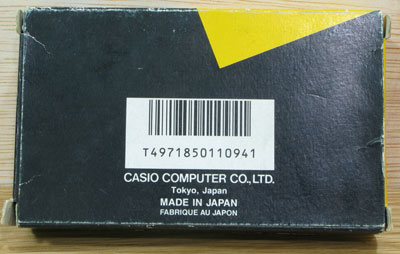 T4971850110941
CASIO COMPUTER CO., LTD.
Tokyo, Japan
MADE IN JAPAN
FABRIQUE AU JAPON